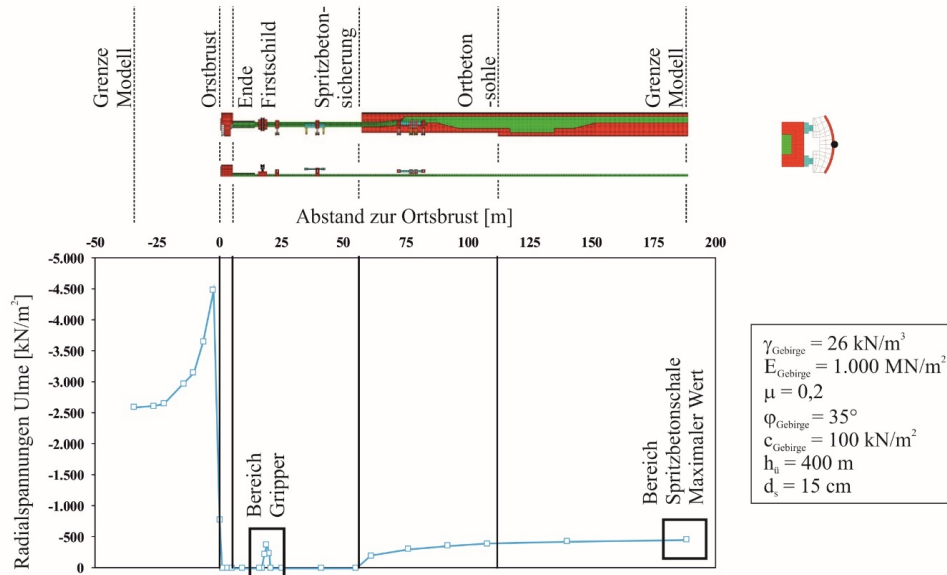 Grenze
Modell
Orstbrust
Ende
Firstschild
Spritzbeton-
sicherung
Ortbeton
-sohle
Grenze
Modell
Abstand zur Ortsbrust [m]
-50 -25 0 25 50 75 100 125 150 175 200
Radialspannungen Ulme [kN/m²]
-5.000
-4.500
-4.000
-3.500
-3.000
-2.500
-2.000
-1.500
-1.000
-500
0
Bereich
Gripper
Bereich
Spritzbetonschale
Maximaler Wert
γGebirge = 26 kN/m³
EGebirge = 1.000 MN/m²
μ = 0,2
φGebirge = 35°
cGebirge = 100 kN/m²
hü = 400 m
ds = 15 cm